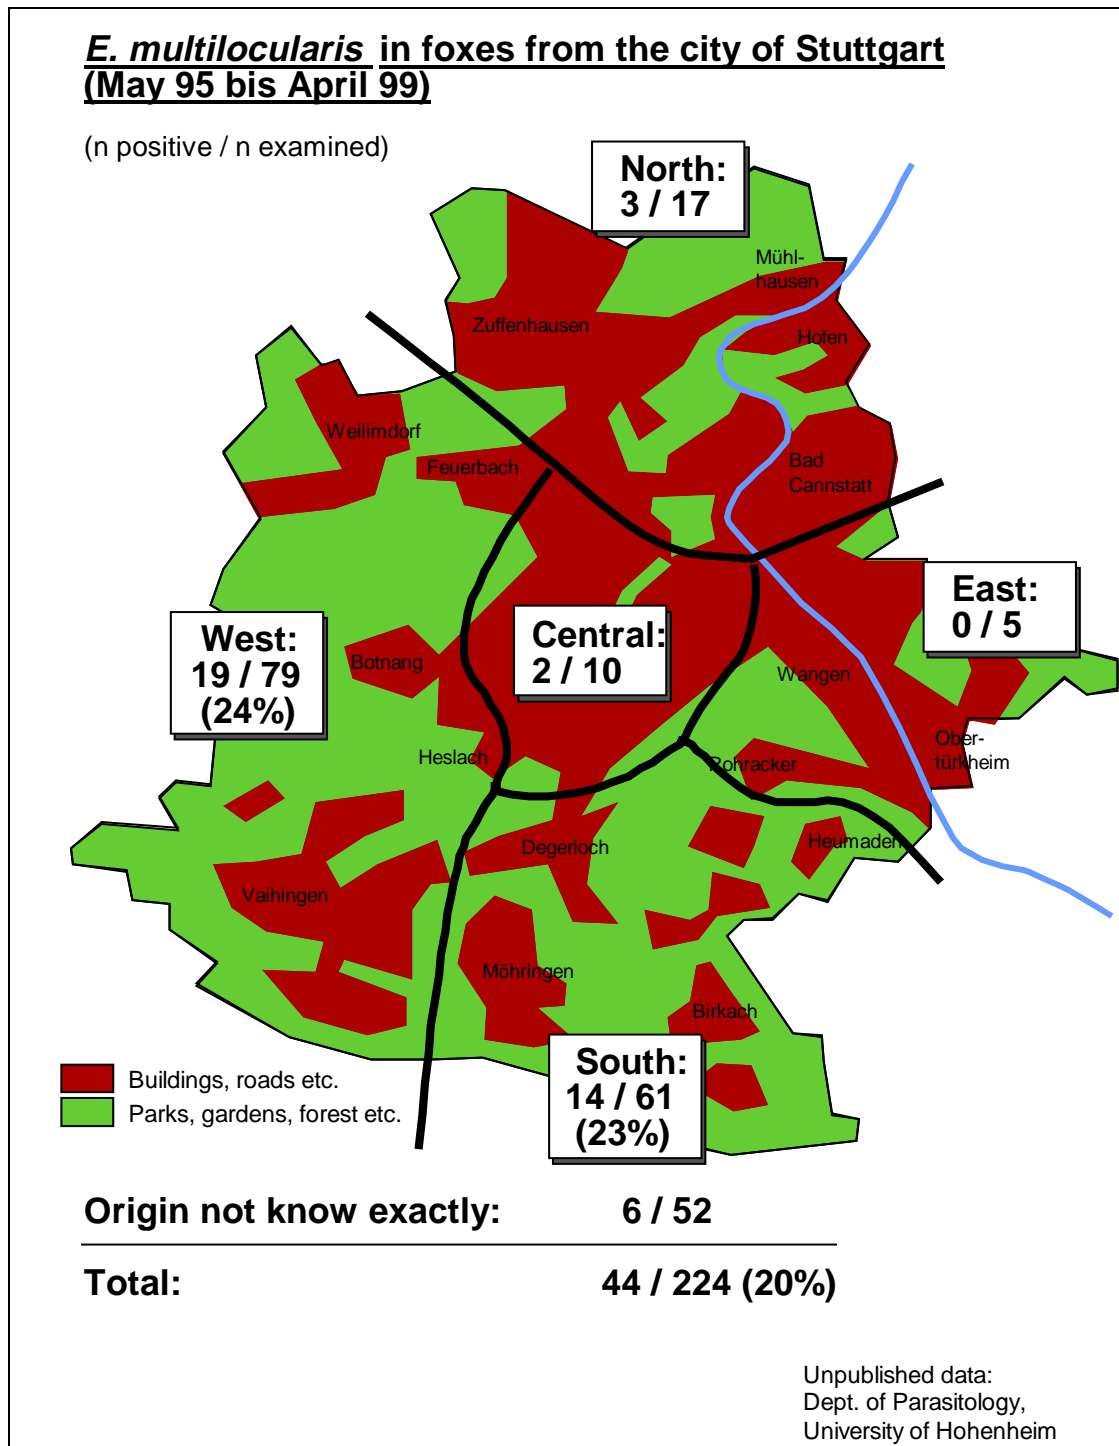 E. multilocularis in foxes from the city of Stuttgart
(May 95 bis April 99)
(n positive / n examined)
North:
3 / 17
Mühl-
hausen
Zuffenhausen
Hofen
Weilimdorf
Feuerbach
Bad
Cannstatt
East:
0 / 5
West:
19 / 79
(24%)
Central:
2 / 10
Botnang
Wangen
Heslach
Rohracker
Ober-
türkheim
Degerloch
Heumaden
Vaihingen
Möhringen
Birkach
South:
14 / 61
(23%)
Buildings, roads etc.
Parks, gardens, forest etc.
Origin not know exactly: 6 / 52
Total: 44 / 224 (20%)
Unpublished data:
Dept. of Parasitology,
University of Hohenheim